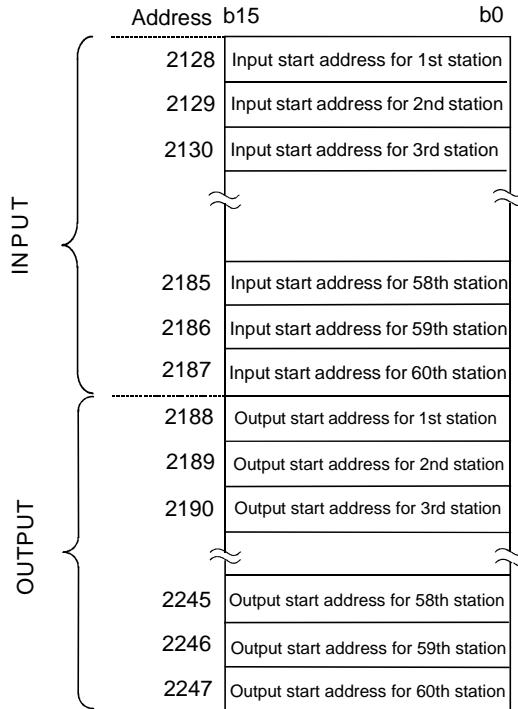 Address b15 b0
INPUT
2128 Input start address for 1st station
2129 Input start address for 2nd station
2130 Input start address for 3rd station
2185 Input start address for 58th station
2186 Input start address for 59th station
2187 Input start address for 60th station
OUTPUT
2188 Output start address for 1st station
2189 Output start address for 2nd station
2190 Output start address for 3rd station
2245 Output start address for 58th station
2246 Output start address for 59th station
2247 Output start address for 60th station